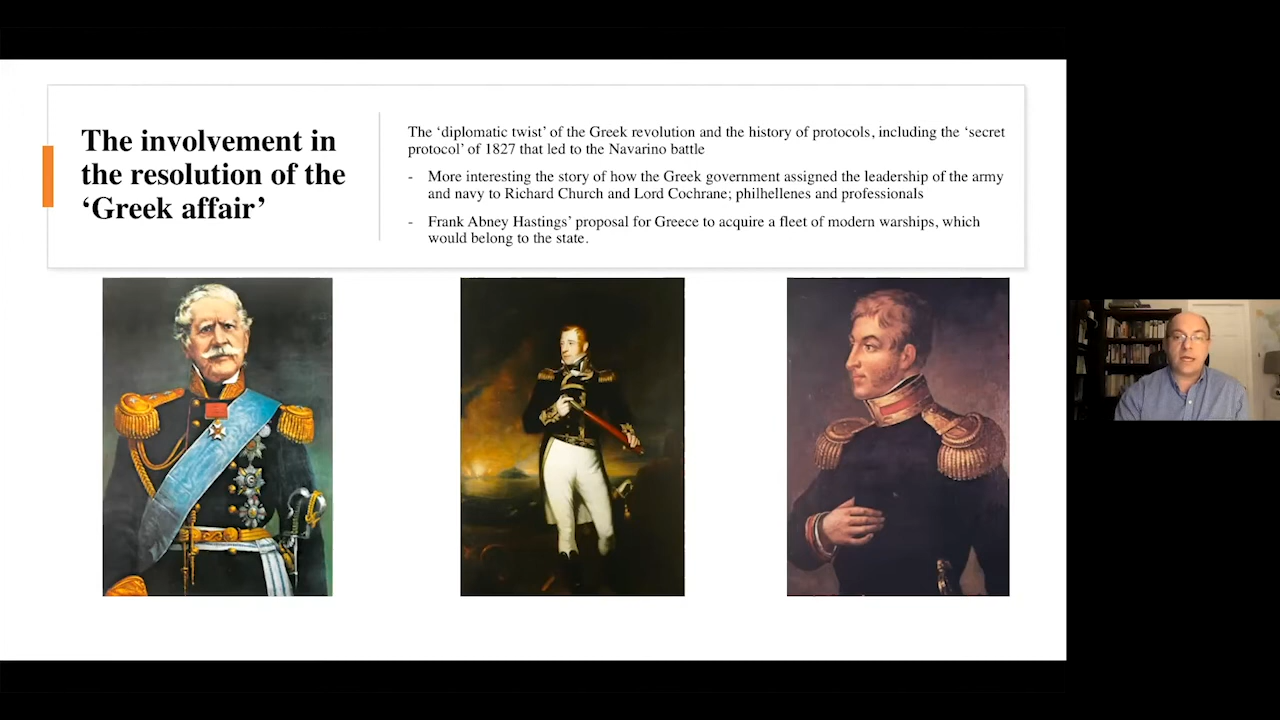 The involvement in
the resolution of the
‘Greek affair’
The ‘diplomatic twist’ of the Greek revolution and the history of protocols, including the ‘secret
protocol’ of 1827 that led to the Navarino battle
- More interesting the story of how the Greek government assigned the leadership of the army
and navy to Richard Church and Lord Cochrane; philhellenes and professionals
- Frank Abney Hastings’ proposal for Greece to acquire a fleet of modern warships, which
would belong to the state.